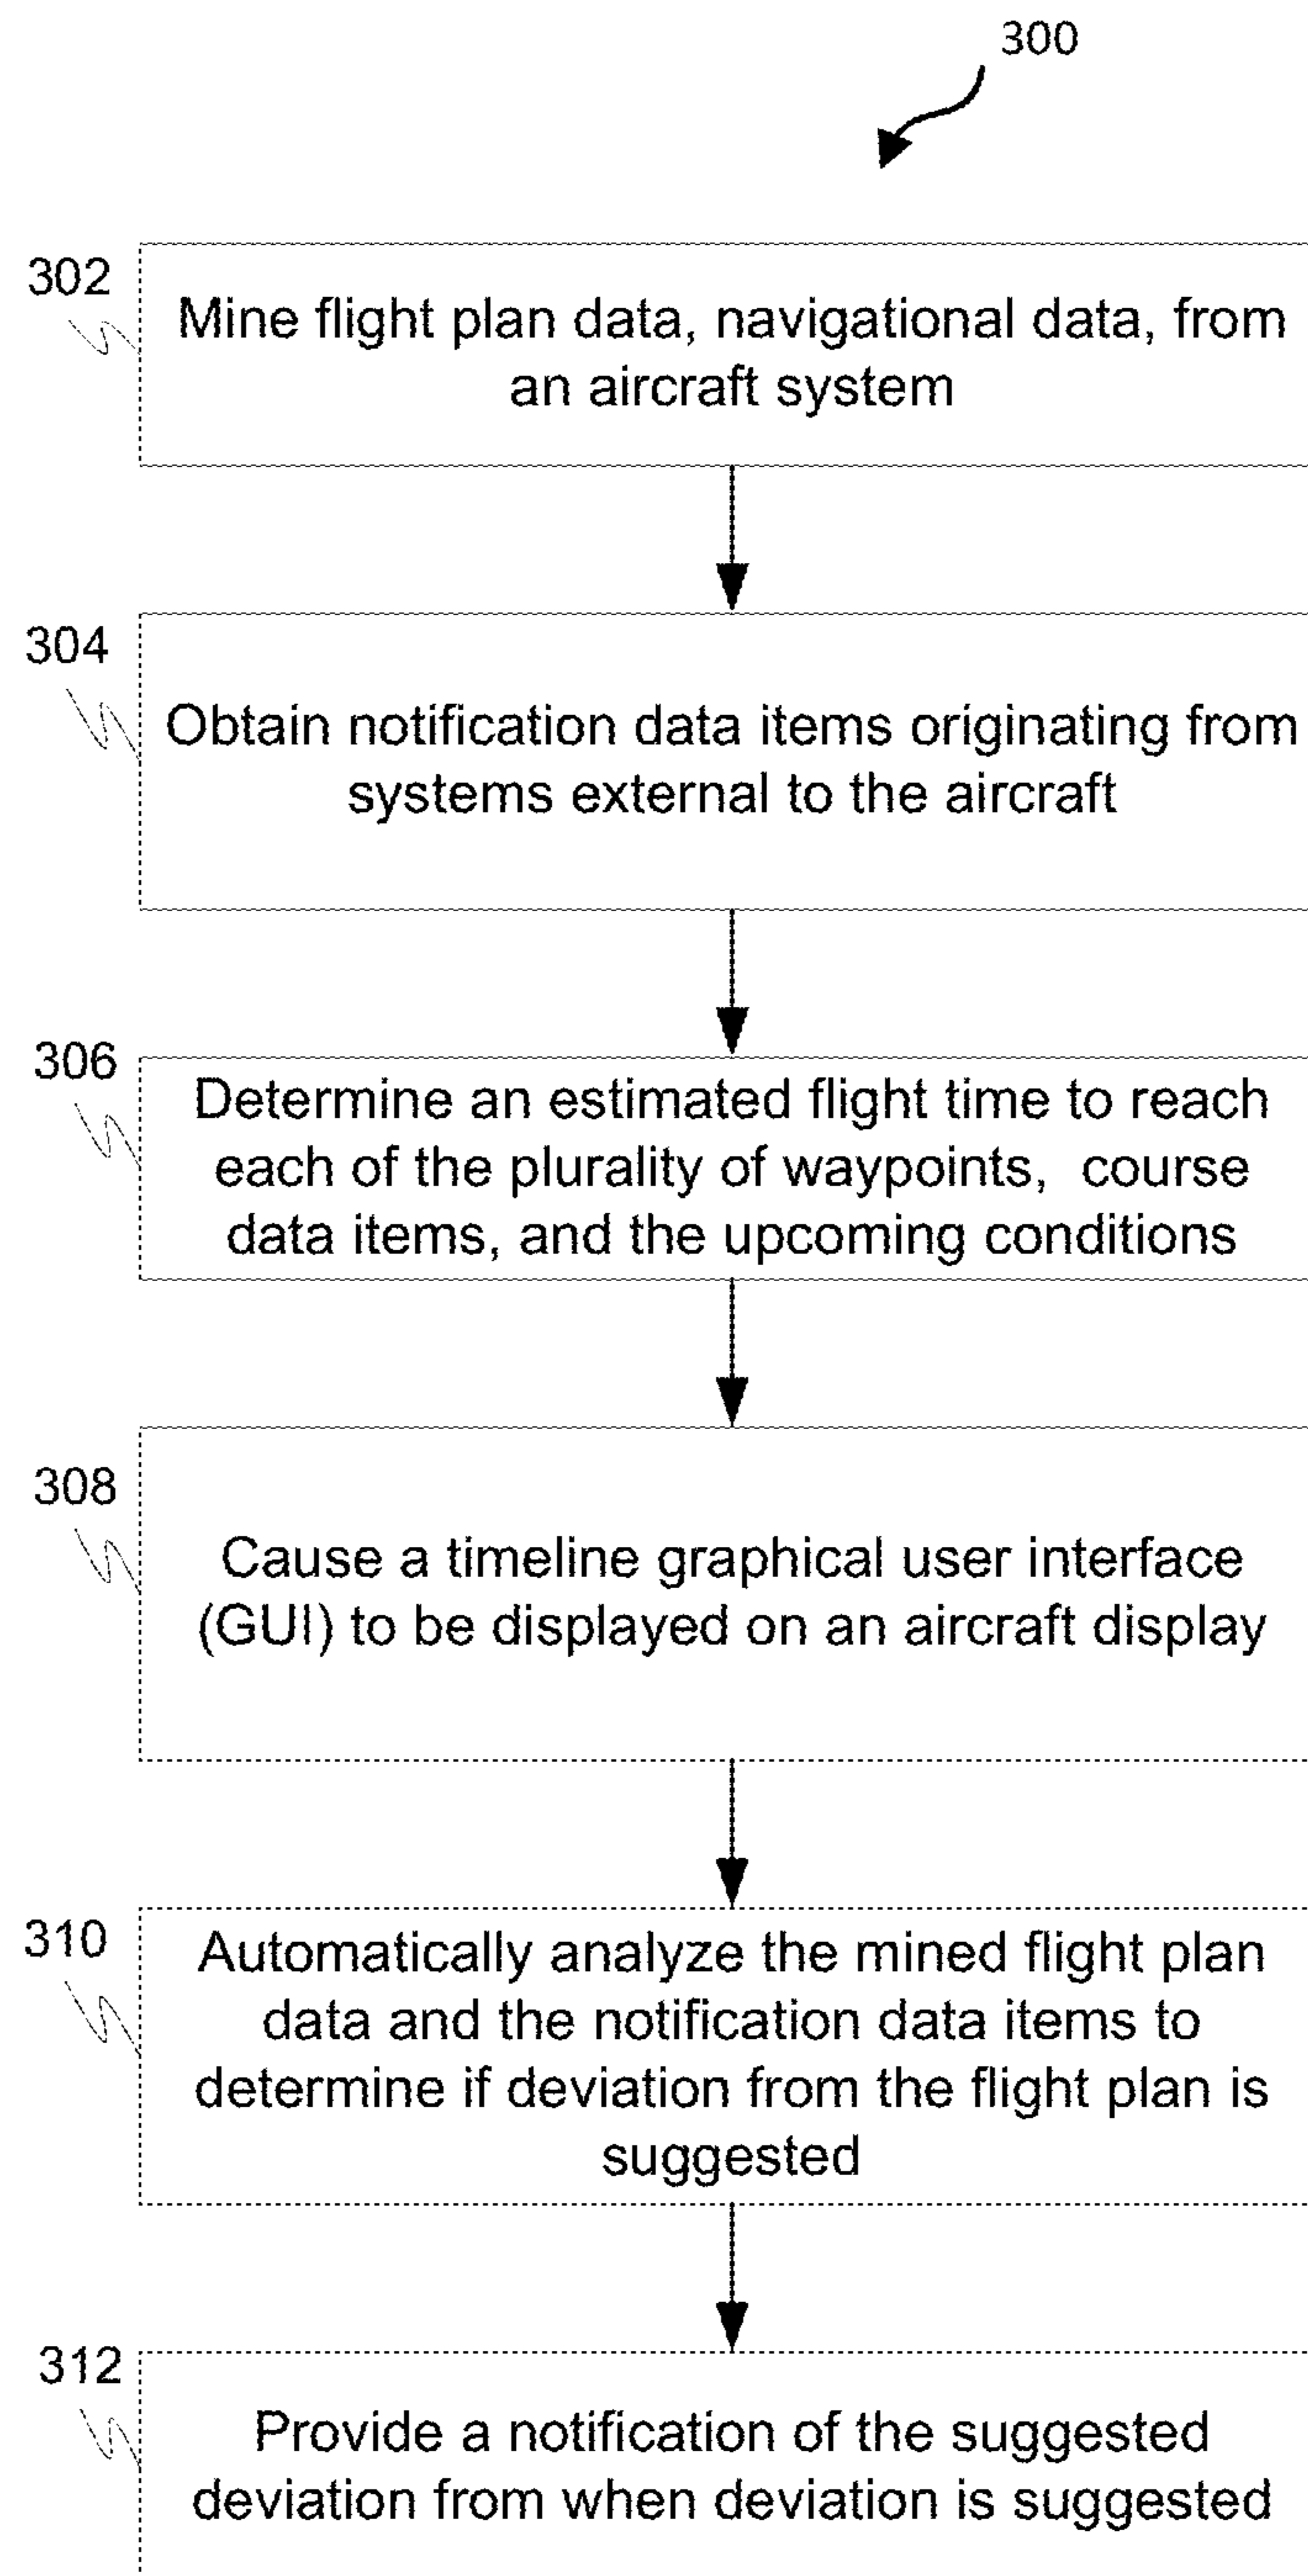 300
302
Mine flight plan data, navigational data, from
an aircraft system
304
Obtain notification data items originating from
systems external to the aircraft
306
Determine an estimated flight time to reach
each of the plurality of waypoints, course
data items, and the upcoming conditions
308
Cause a timeline graphical user interface
(GUI) to be displayed on an aircraft display
310
Automatically analyze the mined flight plan
data and the notification data items to
determine if deviation from the flight plan is
suggested
312
Provide a notification of the suggested
deviation from when deviation is suggested